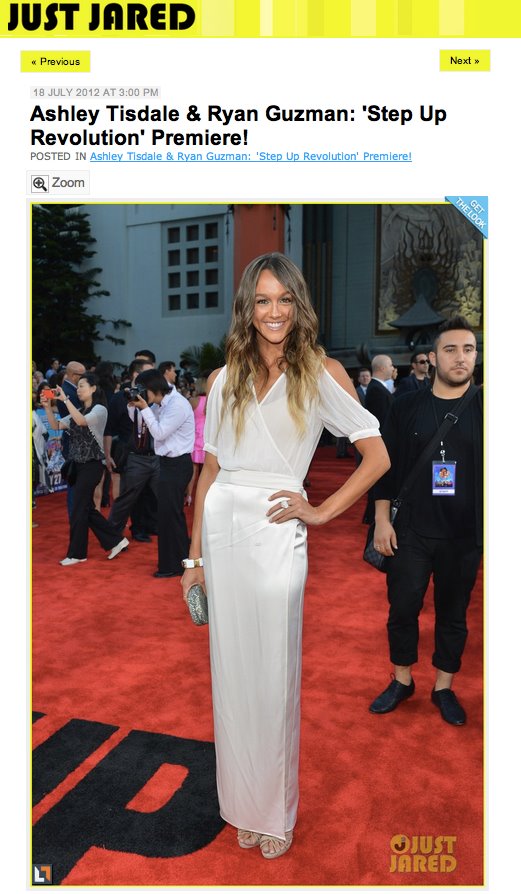 JUST JARED
« Previous
Next »
18 JULY 2012 AT 3:00 PM
Ashley Tisdale & Ryan Guzman: 'Step Up
Revolution' Premiere!
POSTED IN Ashley Tisdale & Ryan Guzman: 'Step Up Revolution' Premiere!
Zoom
GET
THE LOOK
UP
JUST
JARED